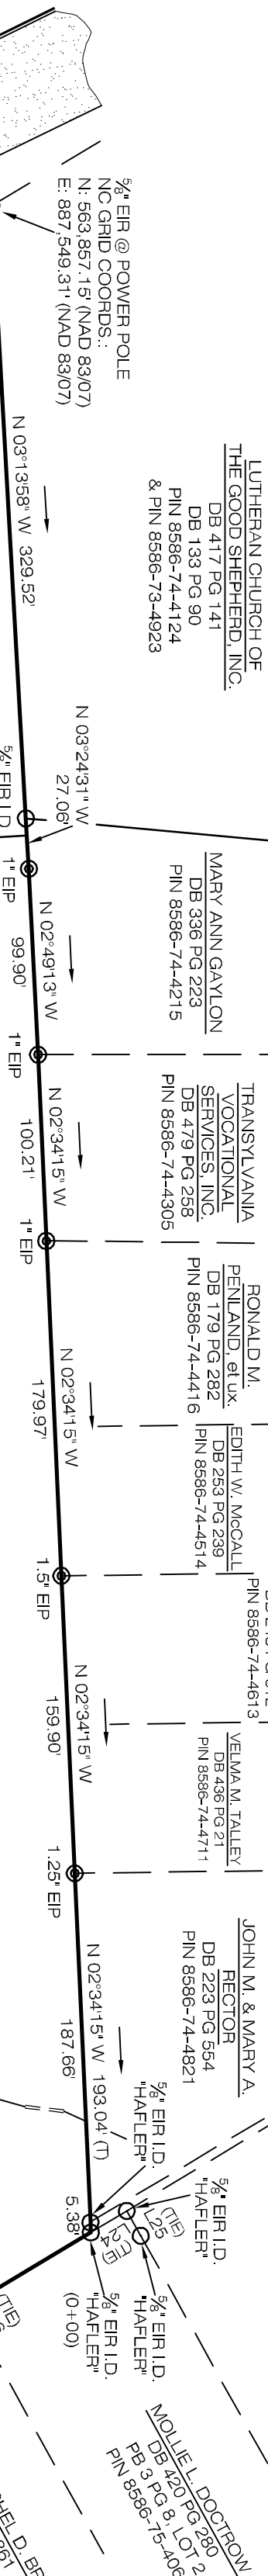 ⅝" EIR @ POWER POLE
NC GRID COORDS.:
N: 563,857.15' (NAD 83/07)
E: 887,549.31' (NAD 83/07)
LUTHERAN CHURCH OF
THE GOOD SHEPHERD, INC.
DB 417 PG 141
DB 133 PG 90
PIN 8586-74-4124
& PIN 8586-73-4923
N 03°13'58" W 329.52'
N 03°24'31" W
27.06'
⅝" EIR I.D.
1" EIP
MARY ANN GAYLON
DB 336 PG 223
PIN 8586-74-4215
N 02°49'13" W
99.90'
1" EIP
TRANSYLVANIA
VOCATIONAL
SERVICES, INC.
DB 479 PG 258
PIN 8586-74-4305
N 02°34'15" W
100.21'
1" EIP
RONALD M.
PENLAND, et ux.
DB 179 PG 282
PIN 8586-74-4416
N 02°34'15" W
179.97'
EDITH W. McCALL
DB 253 PG 239
PIN 8586-74-4514
1.5" EIP
PIN 8586-74-4613
N 02°34'15" W
159.90'
VELMA M. TALLEY
DB 436 PG 21
PIN 8586-74-4711
1.25" EIP
JOHN M. & MARY A.
RECTOR
DB 223 PG 554
PIN 8586-74-4821
N 02°34'15" W 193.04' (T)
187.66'
⅝" EIR I.D.
"HAFLER"
5.38'
⅝" EIR I.D.
"HAFLER"
(TIE)
L25
L24
(TIE)
⅝" EIR I.D.
"HAFLER"
⅝" EIR I.D.
"HAFLER"
(0+00)
MOLLIE L. DOCTROW
DB 420 PG 280
PB 3 PG 8, LOT 2
PIN 8586-75-406
(TIE)